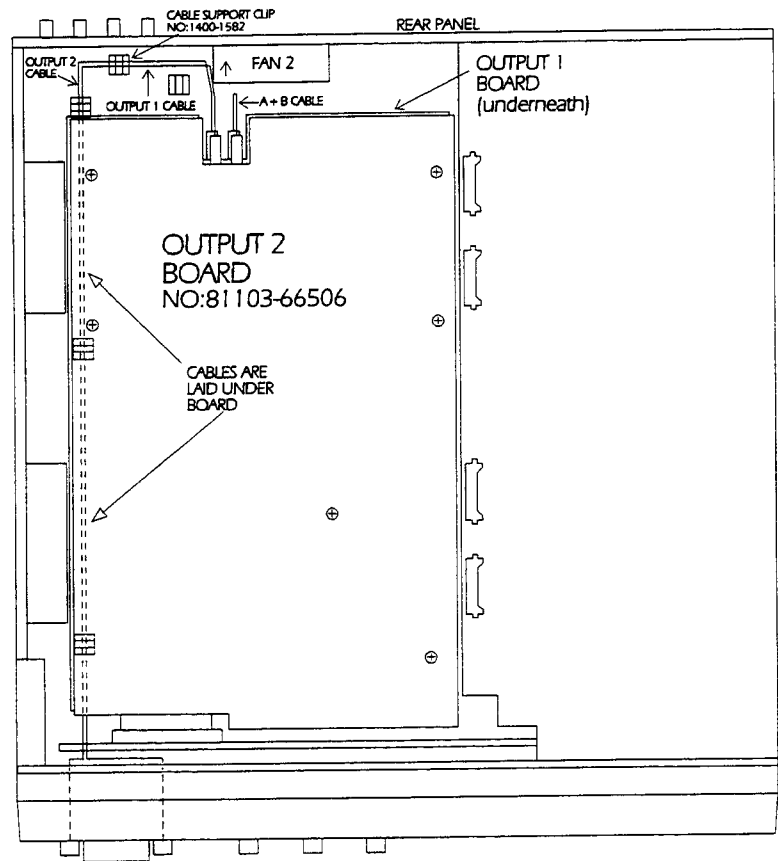 CABLE SUPPORT CLIP
NO:1400-1582
REAR PANEL
OUTPUT 2
CABLE
FAN 2
OUTPUT 1
BOARD
(underneath)
OUTPUT 1 CABLE
A + B CABLE
OUTPUT 2
BOARD
NO:81103-66506
CABLES ARE
LAID UNDER
BOARD